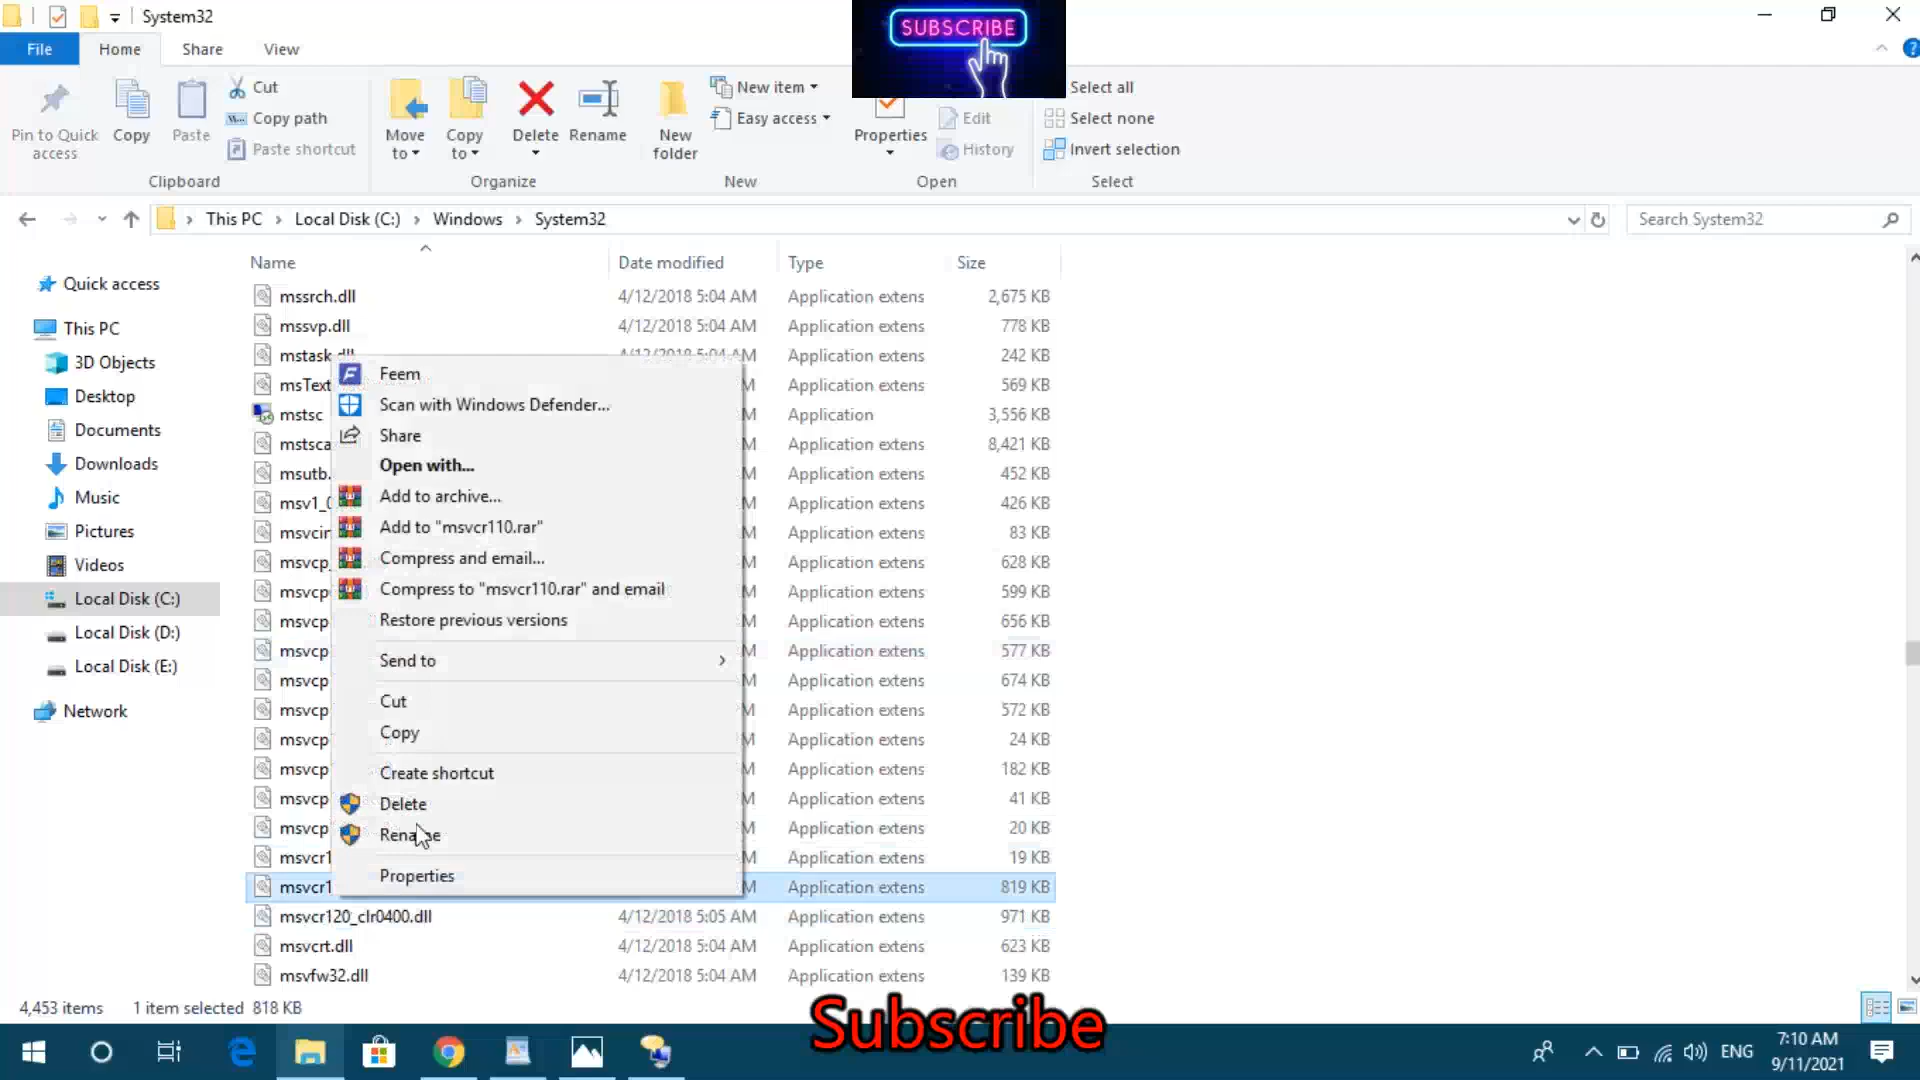 System32
SUBSCRIBE
File Home Share View
Pin to Quick access
Copy
Paste
Cut
Copy path
Paste shortcut
Clipboard
Move to
Copy to
Delete
Rename
Organize
New folder
New item
Easy access
New
Properties
Edit
History
Open
Select all
Select none
Invert selection
Select
This PC > Local Disk (C:) > Windows > System32
Search System32
Name Date modified Type Size
Quick access
This PC
3D Objects
Desktop
Documents
Downloads
Music
Pictures
Videos
Local Disk (C:)
Local Disk (D:)
Local Disk (E:)
Network
mssrch.dll 4/12/2018 5:04 AM Application extens 2,675 KB
mssvp.dll 4/12/2018 5:04 AM Application extens 778 KB
mstask.dll 4/12/2018 5:04 AM Application extens 242 KB
msText M Application extens 569 KB
mstsc M Application 3,556 KB
mstsca M Application extens 8,421 KB
msutb. M Application extens 452 KB
msv1_0 M Application extens 426 KB
msvcir M Application extens 83 KB
msvcp_ M Application extens 628 KB
msvcp M Application extens 599 KB
msvcp M Application extens 656 KB
msvcp M Application extens 577 KB
msvcp M Application extens 674 KB
msvcp M Application extens 572 KB
msvcp M Application extens 24 KB
msvcp M Application extens 182 KB
msvcp M Application extens 41 KB
msvcp M Application extens 20 KB
msvcr1 M Application extens 19 KB
msvcr1 M Application extens 819 KB
msvcr120_clr0400.dll 4/12/2018 5:05 AM Application extens 971 KB
msvcrt.dll 4/12/2018 5:04 AM Application extens 623 KB
msvfw32.dll 4/12/2018 5:04 AM Application extens 139 KB
Feem
Scan with Windows Defender...
Share
Open with...
Add to archive...
Add to "msvcr110.rar"
Compress and email...
Compress to "msvcr110.rar" and email
Restore previous versions
Send to
Cut
Copy
Create shortcut
Delete
Rename
Properties
4,453 items 1 item selected 818 KB
Subscribe
ENG
7:10 AM
9/11/2021